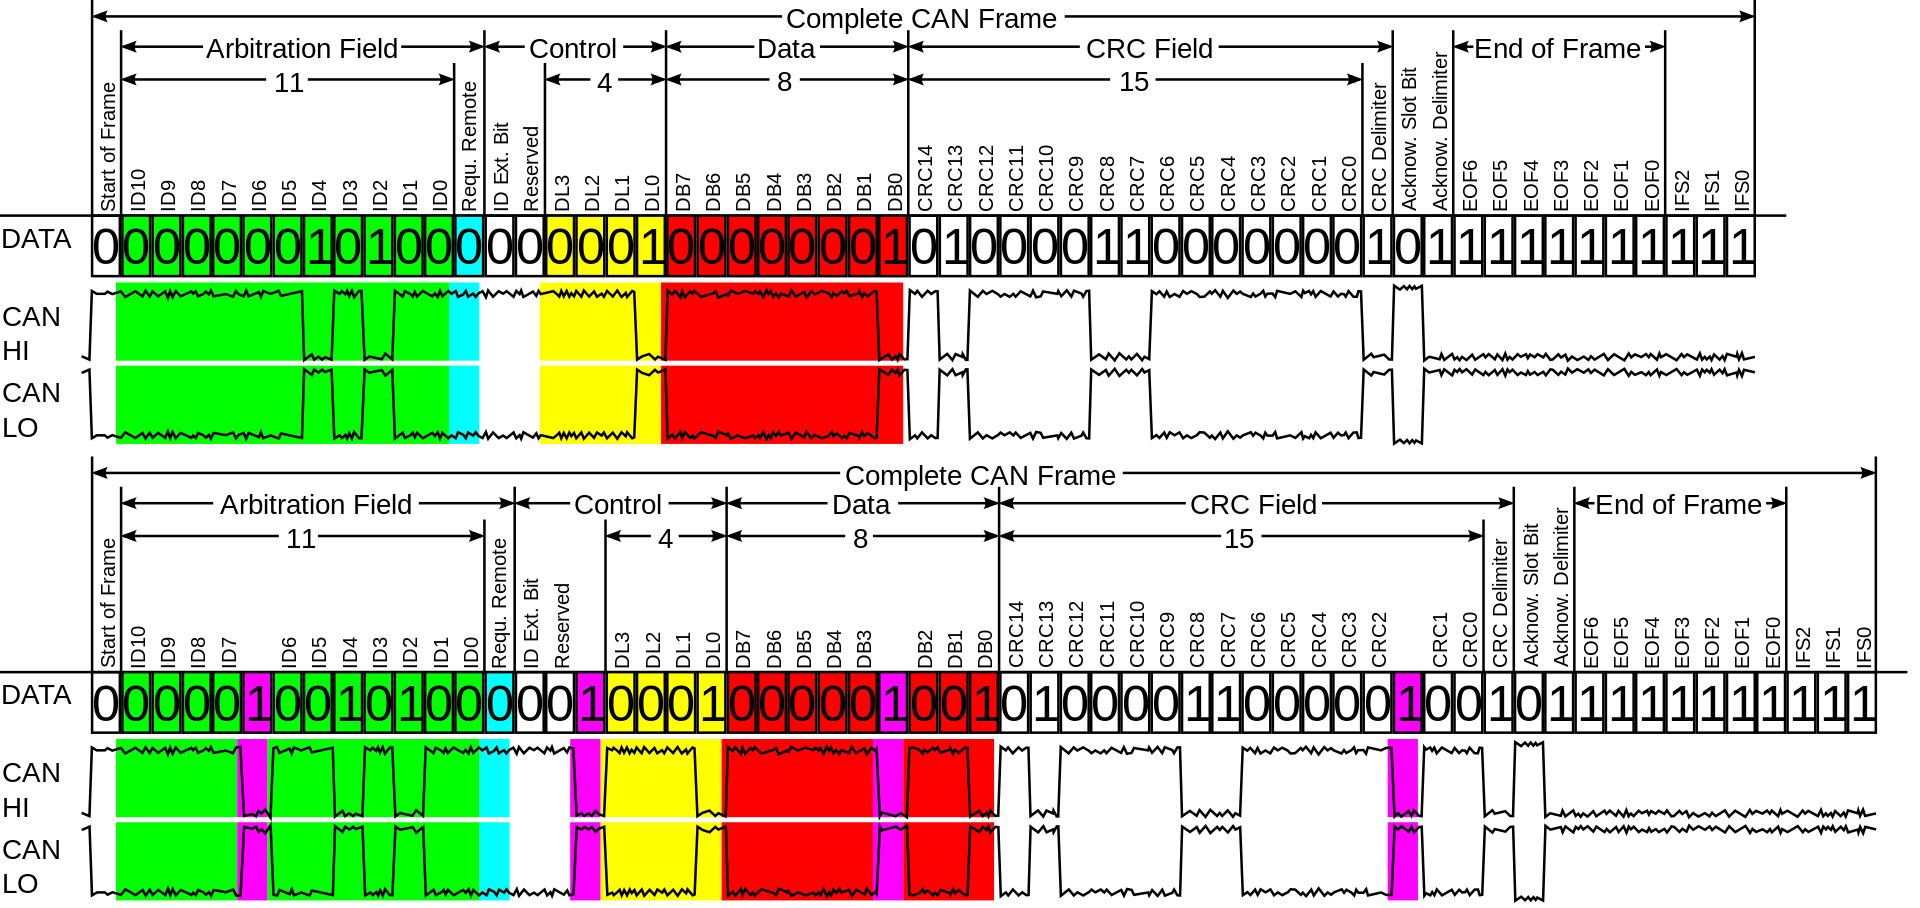 Complete CAN Frame
Arbitration Field Control Data CRC Field End of Frame
11 4 8 15
Start of Frame ID10 ID9 ID8 ID7 ID6 ID5 ID4 ID3 ID2 ID1 ID0 Requ. Remote ID Ext. Bit Reserved DL3 DL2 DL1 DL0 DB7 DB6 DB5 DB4 DB3 DB2 DB1 DB0 CRC14 CRC13 CRC12 CRC11 CRC10 CRC9 CRC8 CRC7 CRC6 CRC5 CRC4 CRC3 CRC2 CRC1 CRC0 CRC Delimiter Acknow. Slot Bit Acknow. Delimiter EOF6 EOF5 EOF4 EOF3 EOF2 EOF1 EOF0 IFS2 IFS1 IFS0
DATA 0 0 0 0 0 0 0 1 0 1 0 0 0 0 0 0 0 0 1 0 0 0 0 0 0 0 1 0 1 0 0 0 0 1 1 0 0 0 0 0 0 0 1 0 1 1 1 1 1 1 1 1 1 1 1
CAN
HI
CAN
LO
Complete CAN Frame
Arbitration Field Control Data CRC Field End of Frame
11 4 8 15
Start of Frame ID10 ID9 ID8 ID7 ID6 ID5 ID4 ID3 ID2 ID1 ID0 Requ. Remote ID Ext. Bit Reserved DL3 DL2 DL1 DL0 DB7 DB6 DB5 DB4 DB3 DB2 DB1 DB0 CRC14 CRC13 CRC12 CRC11 CRC10 CRC9 CRC8 CRC7 CRC6 CRC5 CRC4 CRC3 CRC2 CRC1 CRC0 CRC Delimiter Acknow. Slot Bit Acknow. Delimiter EOF6 EOF5 EOF4 EOF3 EOF2 EOF1 EOF0 IFS2 IFS1 IFS0
DATA 0 0 0 0 0 1 0 0 1 0 1 0 0 0 0 0 1 0 0 0 1 0 0 0 0 0 1 0 0 1 0 1 0 0 0 0 1 1 0 0 0 0 0 1 0 0 1 0 1 1 1 1 1 1 1 1 1 1 1
CAN
HI
CAN
LO